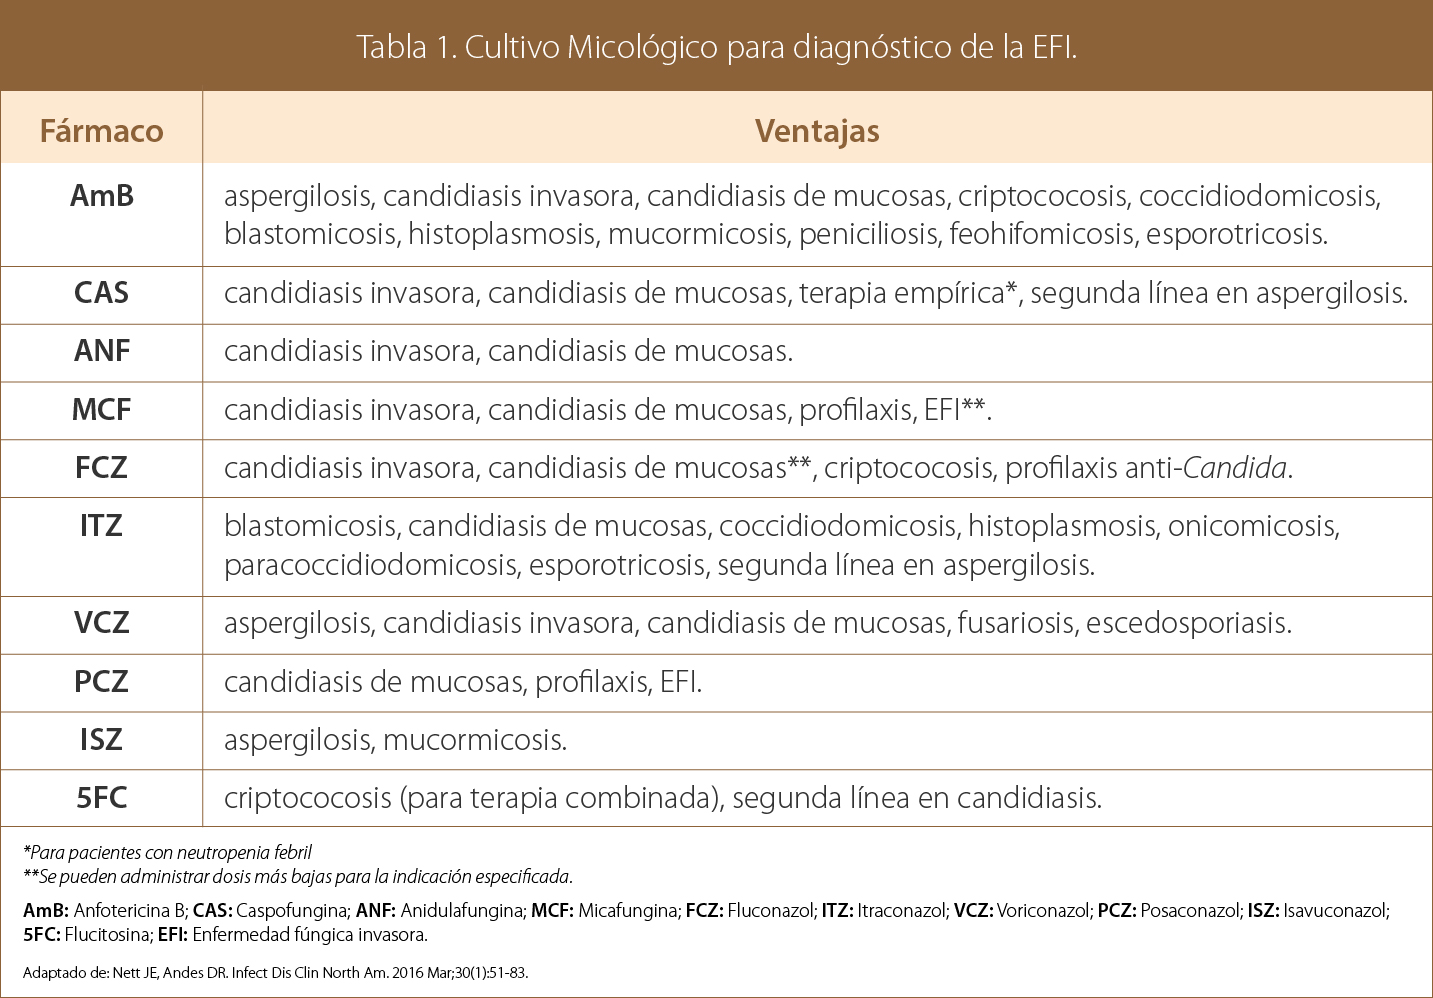 Tabla 1. Cultivo Micológico para diagnóstico de la EFI.
Fármaco Ventajas
AmB aspergilosis, candidiasis invasora, candidiasis de mucosas, criptococosis, coccidiodomicosis,
blastomicosis, histoplasmosis, mucormicosis, peniciliosis, feohifomicosis, esporotricosis.
CAS candidiasis invasora, candidiasis de mucosas, terapia empírica*, segunda línea en aspergilosis.
ANF candidiasis invasora, candidiasis de mucosas.
MCF candidiasis invasora, candidiasis de mucosas, profilaxis, EFI**.
FCZ candidiasis invasora, candidiasis de mucosas**, criptococosis, profilaxis anti-Candida.
ITZ blastomicosis, candidiasis de mucosas, coccidiodomicosis, histoplasmosis, onicomicosis,
paracoccidiodomicosis, esporotricosis, segunda línea en aspergilosis.
VCZ aspergilosis, candidiasis invasora, candidiasis de mucosas, fusariosis, escedosporiasis.
PCZ candidiasis de mucosas, profilaxis, EFI.
ISZ aspergilosis, mucormicosis.
5FC criptococosis (para terapia combinada), segunda línea en candidiasis.
*Para pacientes con neutropenia febril
**Se pueden administrar dosis más bajas para la indicación especificada.
AmB: Anfotericina B; CAS: Caspofungina; ANF: Anidulafungina; MCF: Micafungina; FCZ: Fluconazol; ITZ: Itraconazol; VCZ: Voriconazol; PCZ: Posaconazol; ISZ: Isavuconazol;
5FC: Flucitosina; EFI: Enfermedad fúngica invasora.
Adaptado de: Nett JE, Andes DR. Infect Dis Clin North Am. 2016 Mar;30(1):51-83.